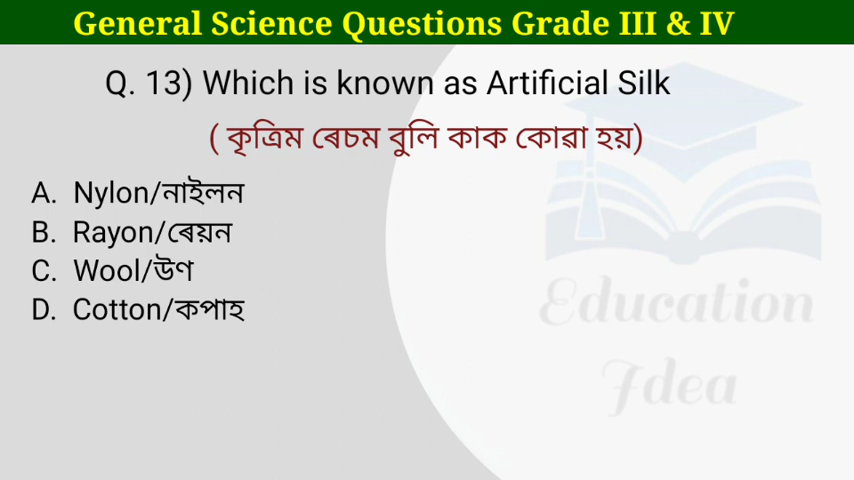 General Science Questions Grade III & IV
Q. 13) Which is known as Artificial Silk
( কৃত্ৰিম ৰেচম বুলি কাক কোৱা হয়)
A. Nylon/নাইলন
B. Rayon/ৰেয়ন
C. Wool/উণ
D. Cotton/কপাহ
Education
Idea